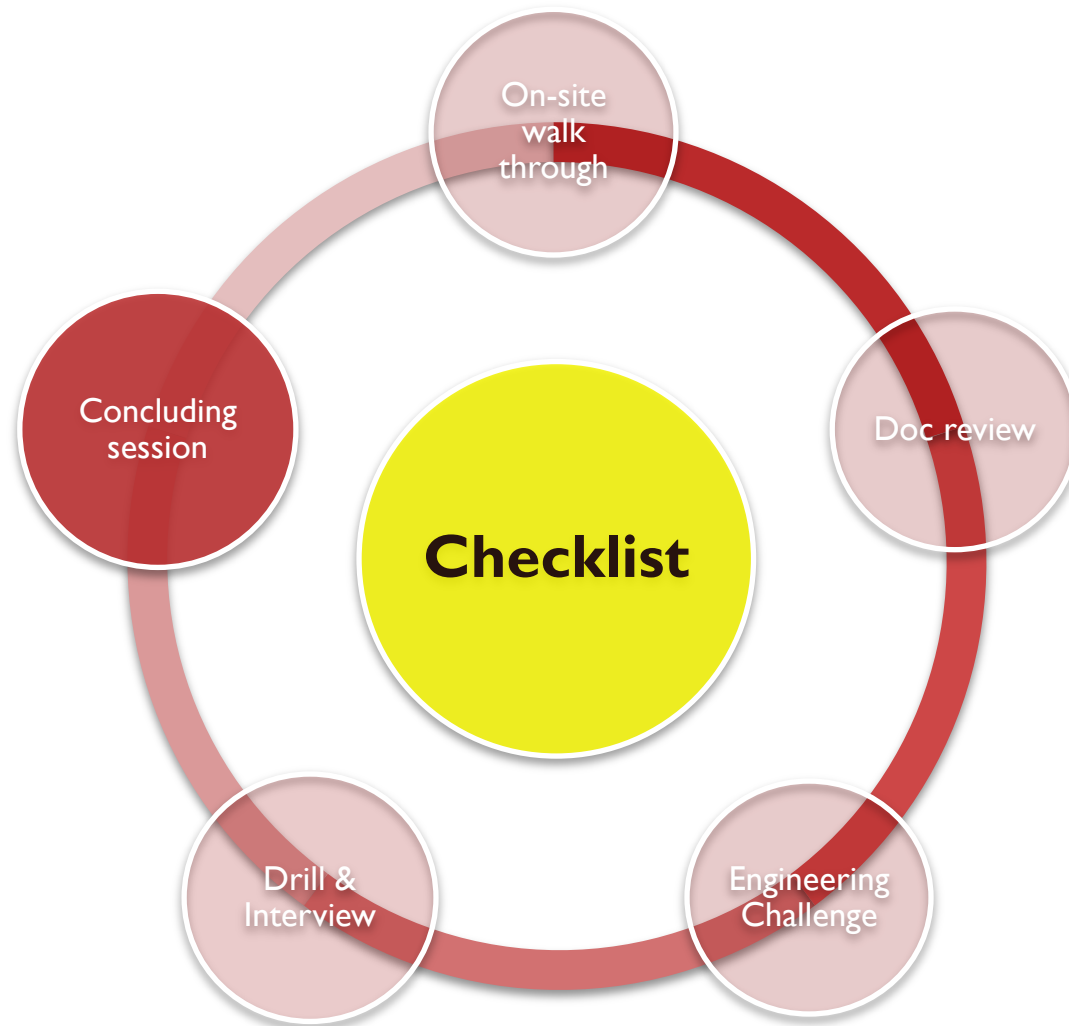 On-site
walk
through
Doc review
Concluding
session
Checklist
Engineering
Challenge
Drill &
Interview